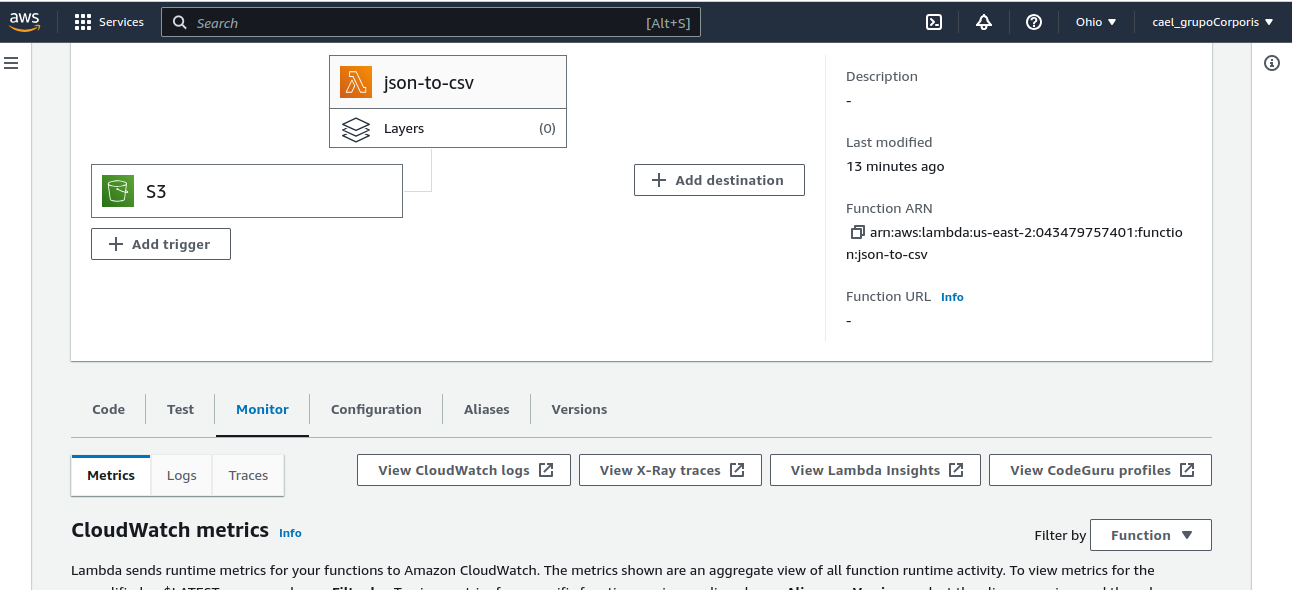 aws
Services
Search
[Alt+S]
Ohio
cael_grupoCorporis
json-to-csv
Layers
(0)
S3
Add trigger
Add destination
Description
-
Last modified
13 minutes ago
Function ARN
arn:aws:lambda:us-east-2:043479757401:functio
n:json-to-csv
Function URL Info
-
Code
Test
Monitor
Configuration
Aliases
Versions
Metrics
Logs
Traces
View CloudWatch logs
View X-Ray traces
View Lambda Insights
View CodeGuru profiles
CloudWatch metrics Info
Filter by
Function
Lambda sends runtime metrics for your functions to Amazon CloudWatch. The metrics shown are an aggregate view of all function runtime activity. To view metrics for the